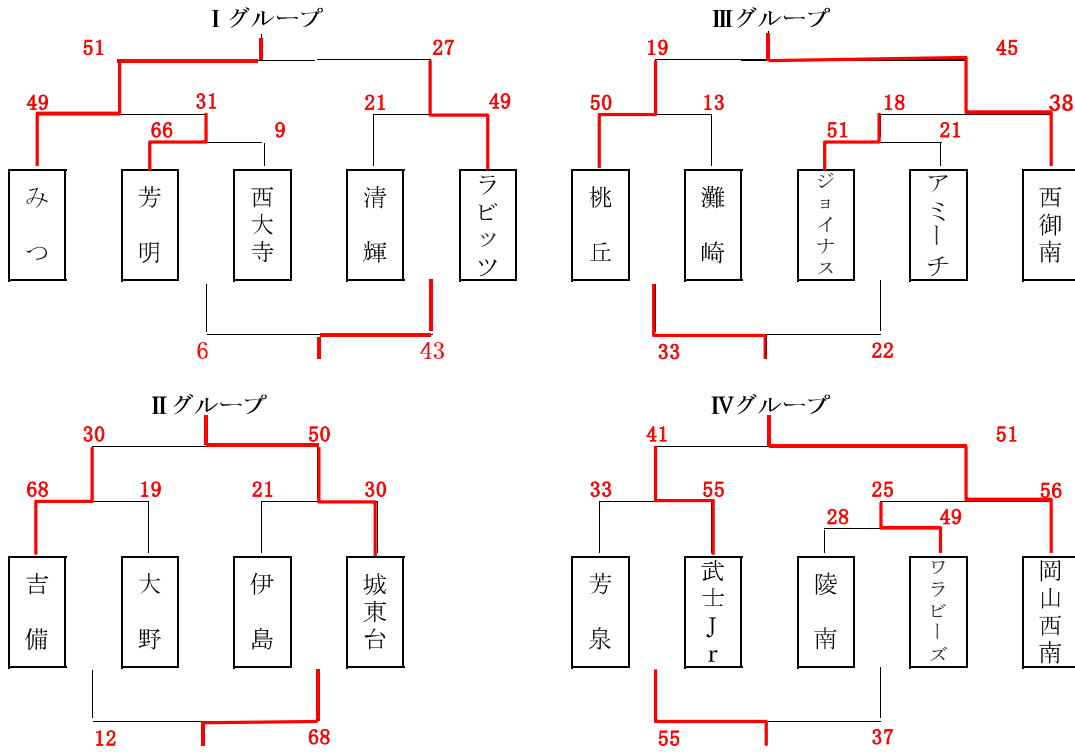 Ⅰグループ
51
27
49
31
21
49
66
9
みつ
芳明
西大寺
清輝
ラビッツ
6
43
Ⅲグループ
19
45
50
13
18
38
51
21
桃丘
灘崎
ジョイナス
アミーチ
西御南
33
22
Ⅱグループ
30
50
68
19
21
30
吉備
大野
伊島
城東台
12
68
Ⅳグループ
41
51
33
55
25
56
28
49
芳泉
武士Jr
陵南
ワラビーズ
岡山西南
55
37